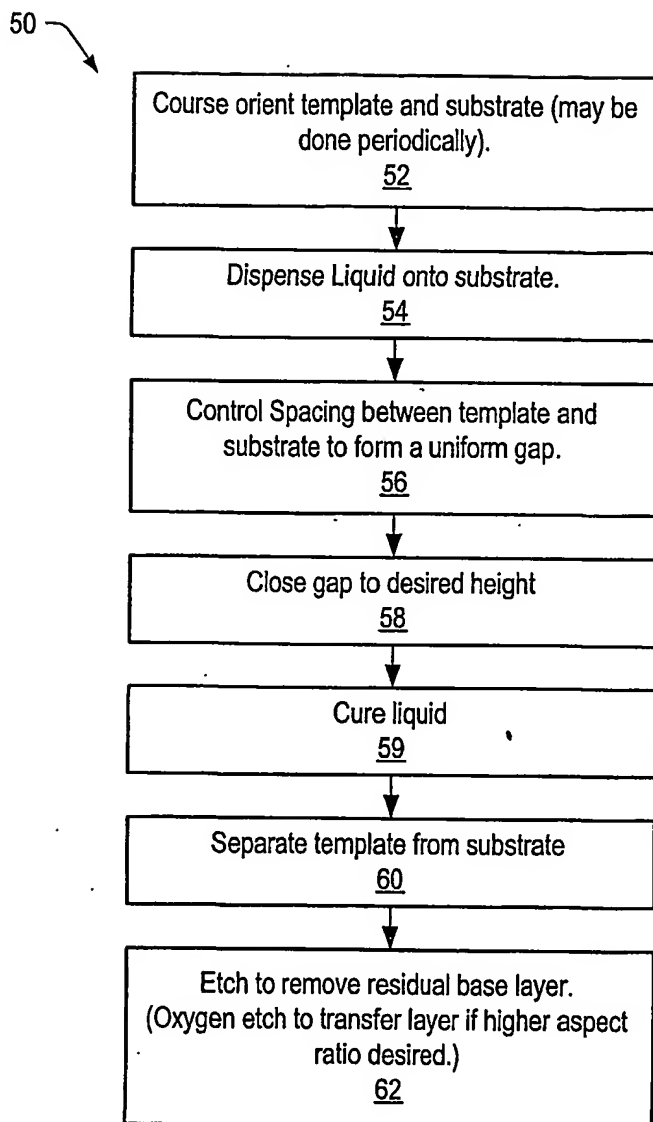 50
Course orient template and substrate (may be
done periodically).
52
Dispense Liquid onto substrate.
54
Control Spacing between template and
substrate to form a uniform gap.
56
Close gap to desired height
58
Cure liquid
59
Separate template from substrate
60
Etch to remove residual base layer.
(Oxygen etch to transfer layer if higher aspect
ratio desired.)
62